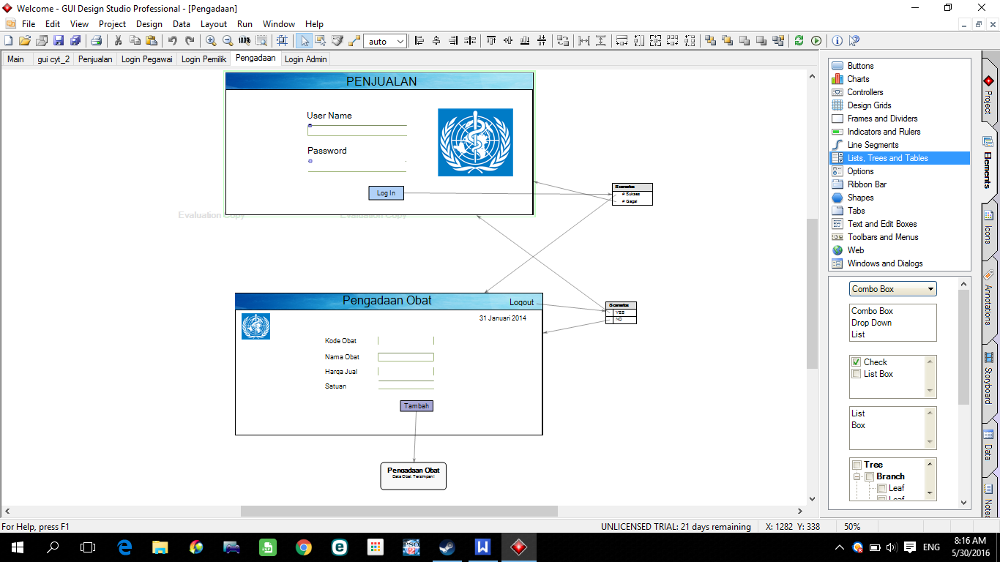 Welcome - GUI Design Studio Professional - [Pengadaan]
File Edit View Project Design Data Layout Run Window Help
100% auto
Main gui cyt_2 Penjualan Login Pegawai Login Pemilik Pengadaan Login Admin
PENJUALAN
User Name
Password
Log In
Evaluation Copy Evaluation Copy
Scenarios
# Sukses
# Gagal
Pengadaan Obat Logout
31 Januari 2014
Kode Obat
Nama Obat
Harga Jual
Satuan
Tambah
Scenarios
YES
NO
Pengadaan Obat
Data Obat Tersimpan!
Buttons
Charts
Controllers
Design Grids
Frames and Dividers
Indicators and Rulers
Line Segments
Lists, Trees and Tables
Options
Ribbon Bar
Shapes
Tabs
Text and Edit Boxes
Toolbars and Menus
Web
Windows and Dialogs
Combo Box
Combo Box
Drop Down
List
Check
List Box
List
Box
Tree
Branch
Leaf
Leaf
Project
Elements
Icons
Annotations
Storyboard
Data
Notes
For Help, press F1
UNLICENSED TRIAL: 21 days remaining X: 1282 Y: 338 50%
ENG
8:16 AM
5/30/2016